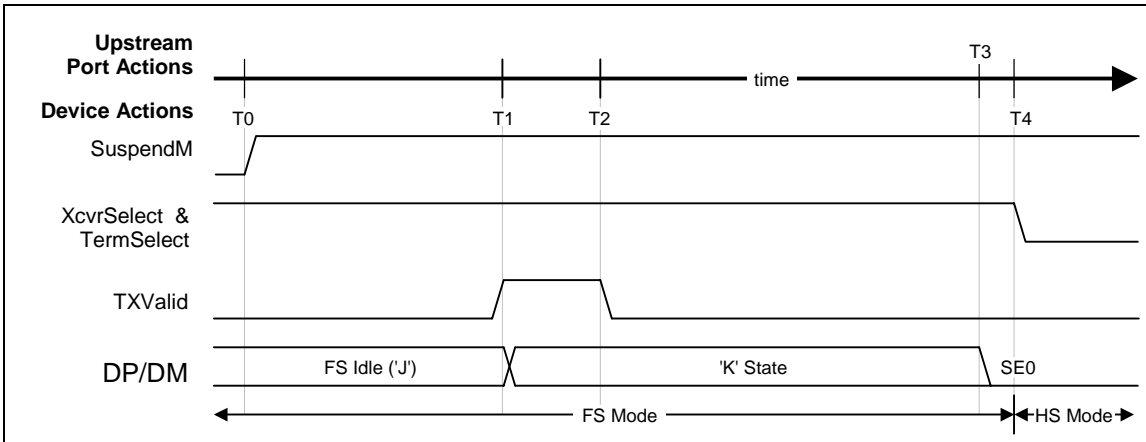 Upstream
Port Actions
T3
time
Device Actions
T0
T1
T2
T4
SuspendM
XcvrSelect &
TermSelect
TXValid
DP/DM
FS Idle ('J')
'K' State
SE0
FS Mode
HS Mode